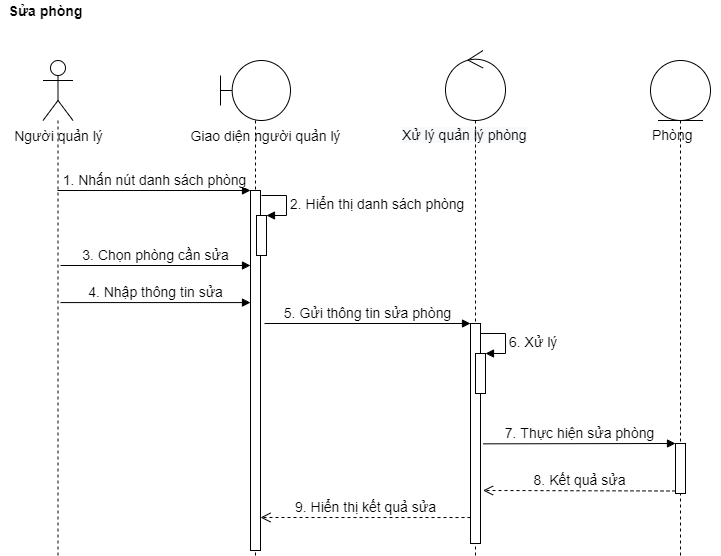 Sửa phòng
Người quản lý
Giao diện người quản lý
Xử lý quản lý phòng
Phòng
1. Nhấn nút danh sách phòng
2. Hiển thị danh sách phòng
3. Chọn phòng cần sửa
4. Nhập thông tin sửa
5. Gửi thông tin sửa phòng
6. Xử lý
7. Thực hiện sửa phòng
8. Kết quả sửa
9. Hiển thị kết quả sửa